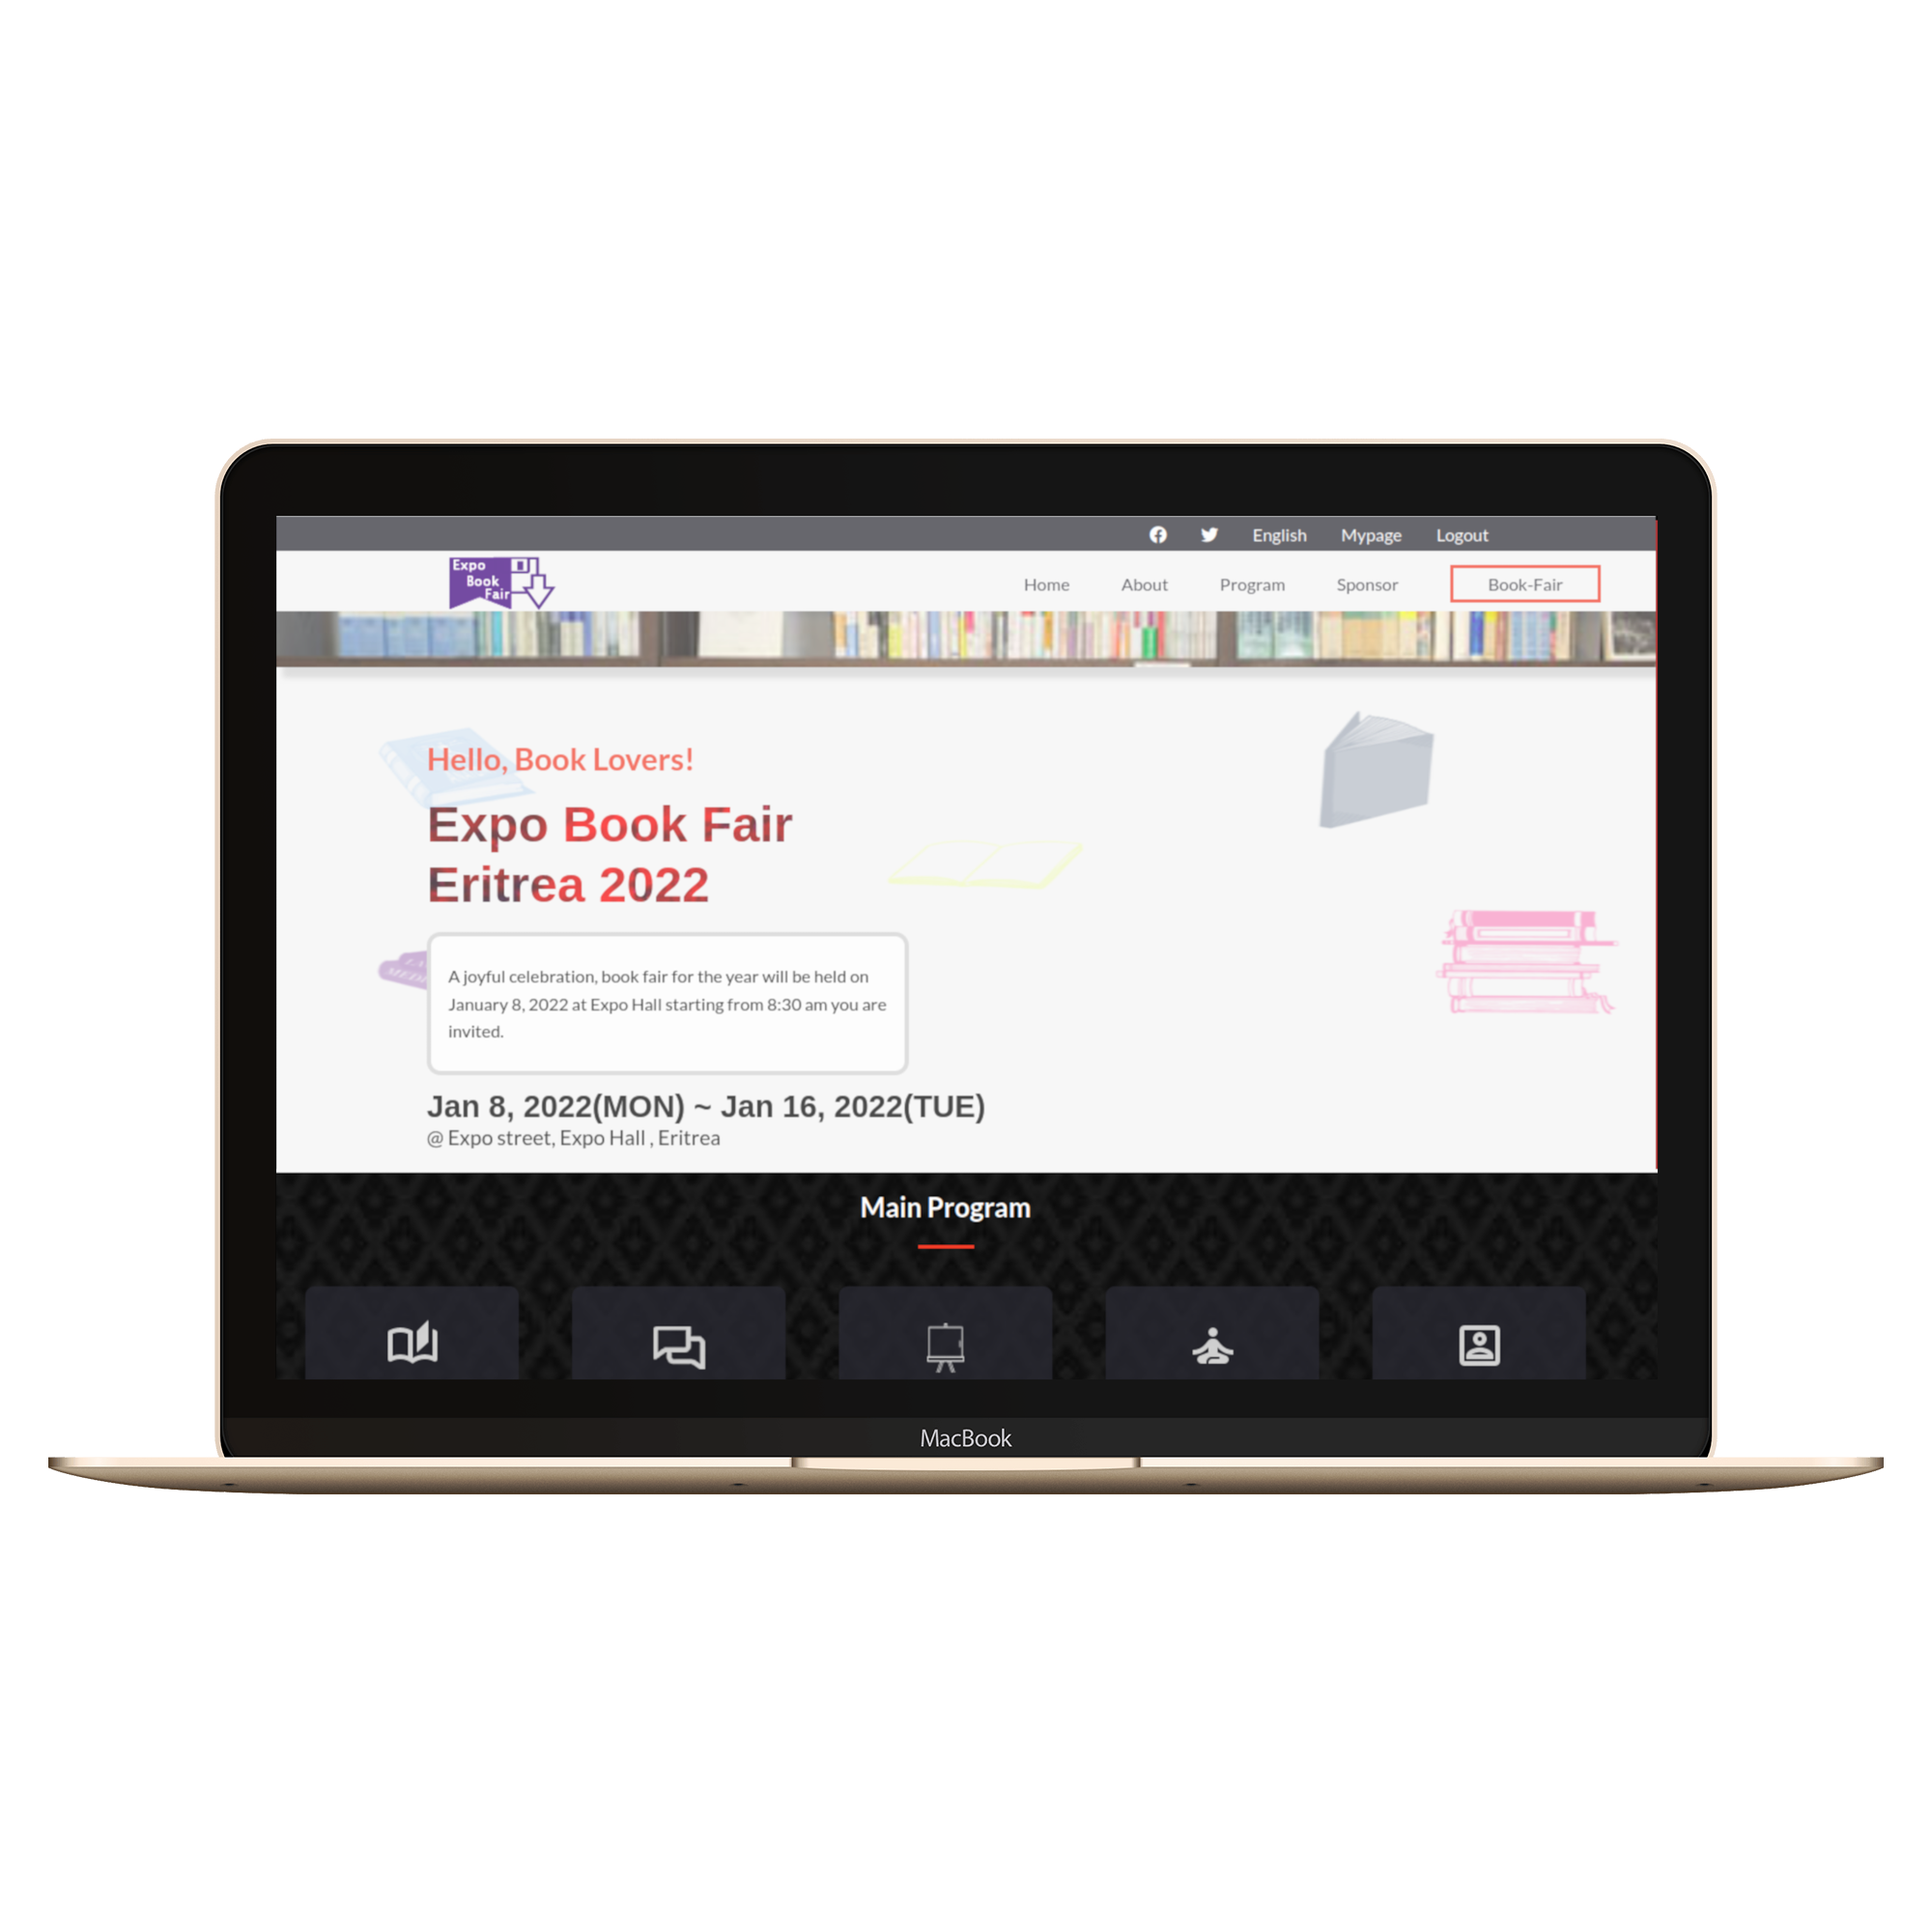 English Mypage Logout
Expo
Book
Fair
Home About Program Sponsor Book-Fair
Hello, Book Lovers!
Expo Book Fair
Eritrea 2022
A joyful celebration, book fair for the year will be held on
January 8, 2022 at Expo Hall starting from 8:30 am you are
invited.
Jan 8, 2022(MON) ~ Jan 16, 2022(TUE)
@ Expo street, Expo Hall , Eritrea
Main Program
MacBook